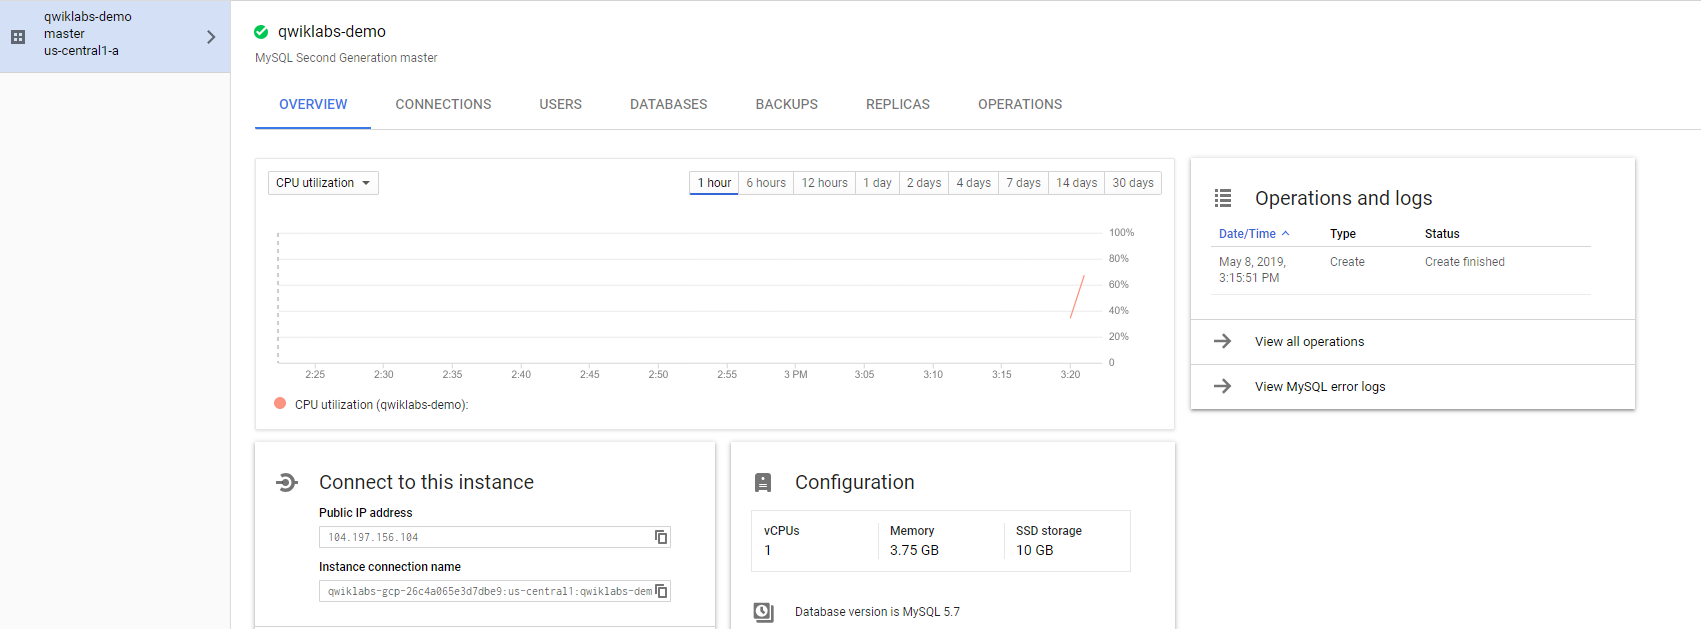 qwiklabs-demo
master
us-central1-a
qwiklabs-demo
MySQL Second Generation master
OVERVIEW CONNECTIONS USERS DATABASES BACKUPS REPLICAS OPERATIONS
CPU utilization
1 hour 6 hours 12 hours 1 day 2 days 4 days 7 days 14 days 30 days
100%
80%
60%
40%
20%
0
2:25 2:30 2:35 2:40 2:45 2:50 2:55 3 PM 3:05 3:10 3:15 3:20
CPU utilization (qwiklabs-demo):
Operations and logs
Date/Time Type Status
May 8, 2019, Create Create finished
3:15:51 PM
View all operations
View MySQL error logs
Connect to this instance
Public IP address
104.197.156.104
Instance connection name
qwiklabs-gcp-26c4a065e3d7dbe9:us-central1:qwiklabs-dem
Configuration
vCPUs Memory SSD storage
1 3.75 GB 10 GB
Database version is MySQL 5.7